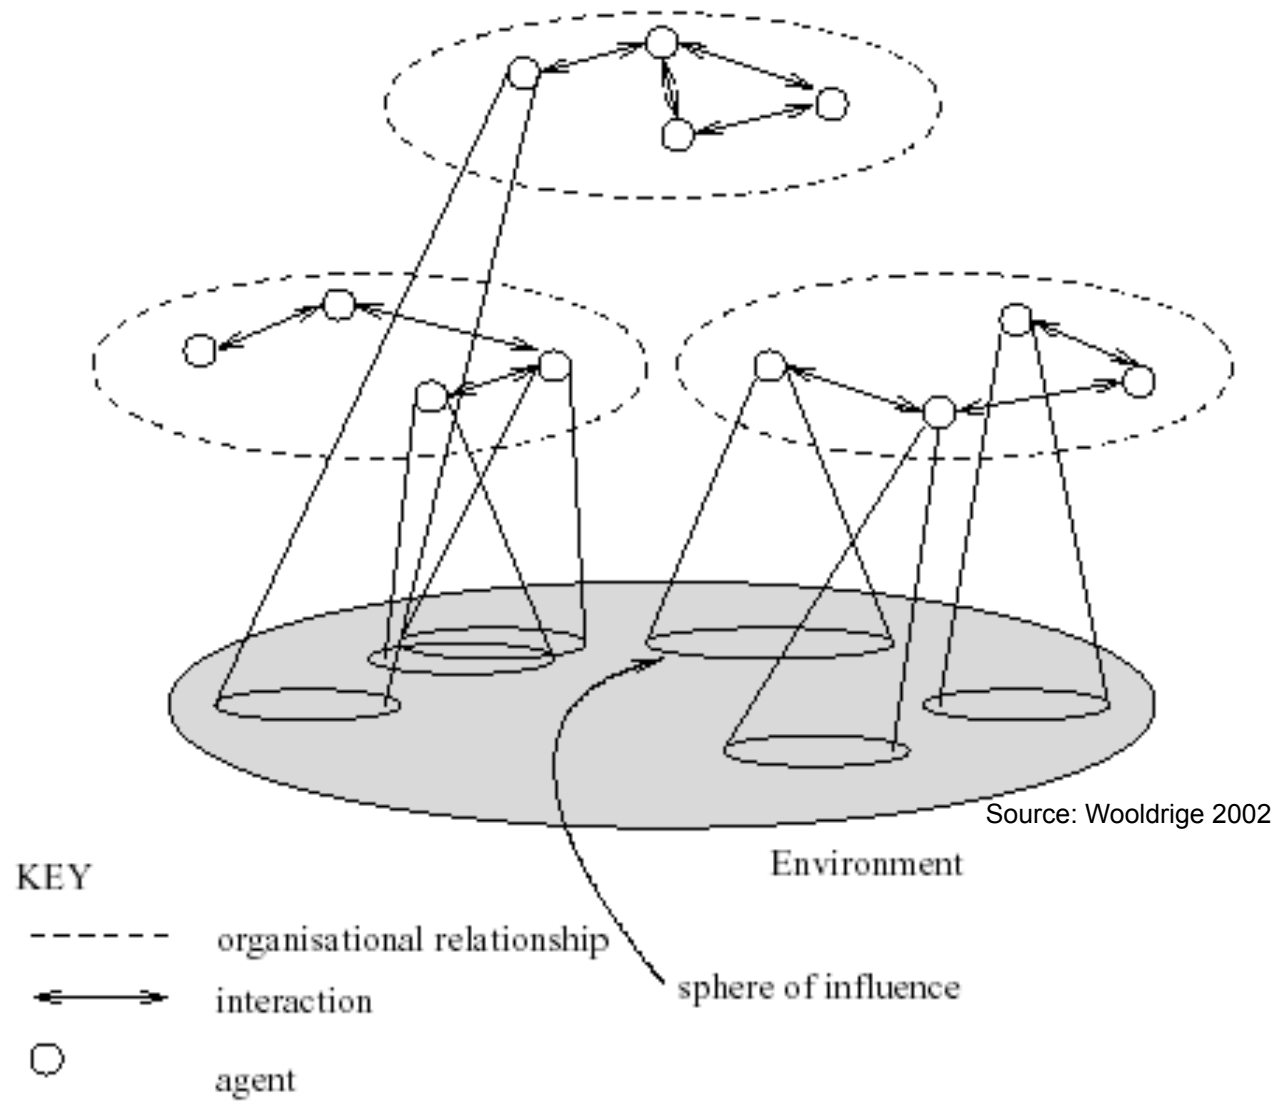 Source: Wooldrige 2002
Environment
KEY
organisational relationship
sphere of influence
interaction
agent